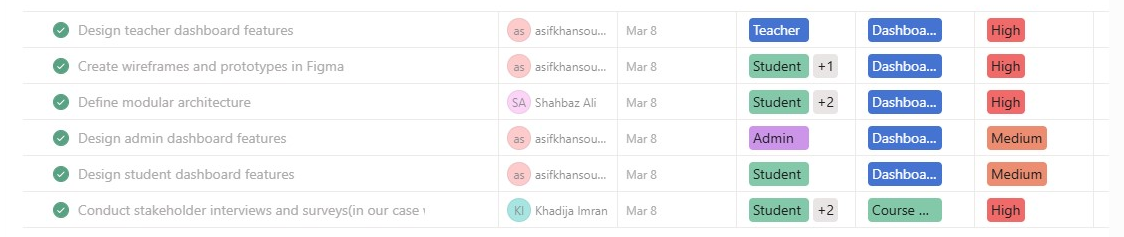 Design teacher dashboard features as asifkhansou... Mar 8 Teacher Dashboa... High
Create wireframes and prototypes in Figma as asifkhansou... Mar 8 Student +1 Dashboa... High
Define modular architecture SA Shahbaz Ali Mar 8 Student +2 Dashboa... High
Design admin dashboard features as asifkhansou... Mar 8 Admin Dashboa... Medium
Design student dashboard features as asifkhansou... Mar 8 Student Dashboa... Medium
Conduct stakeholder interviews and surveys(in our case KI Khadija Imran Mar 8 Student +2 Course ... High